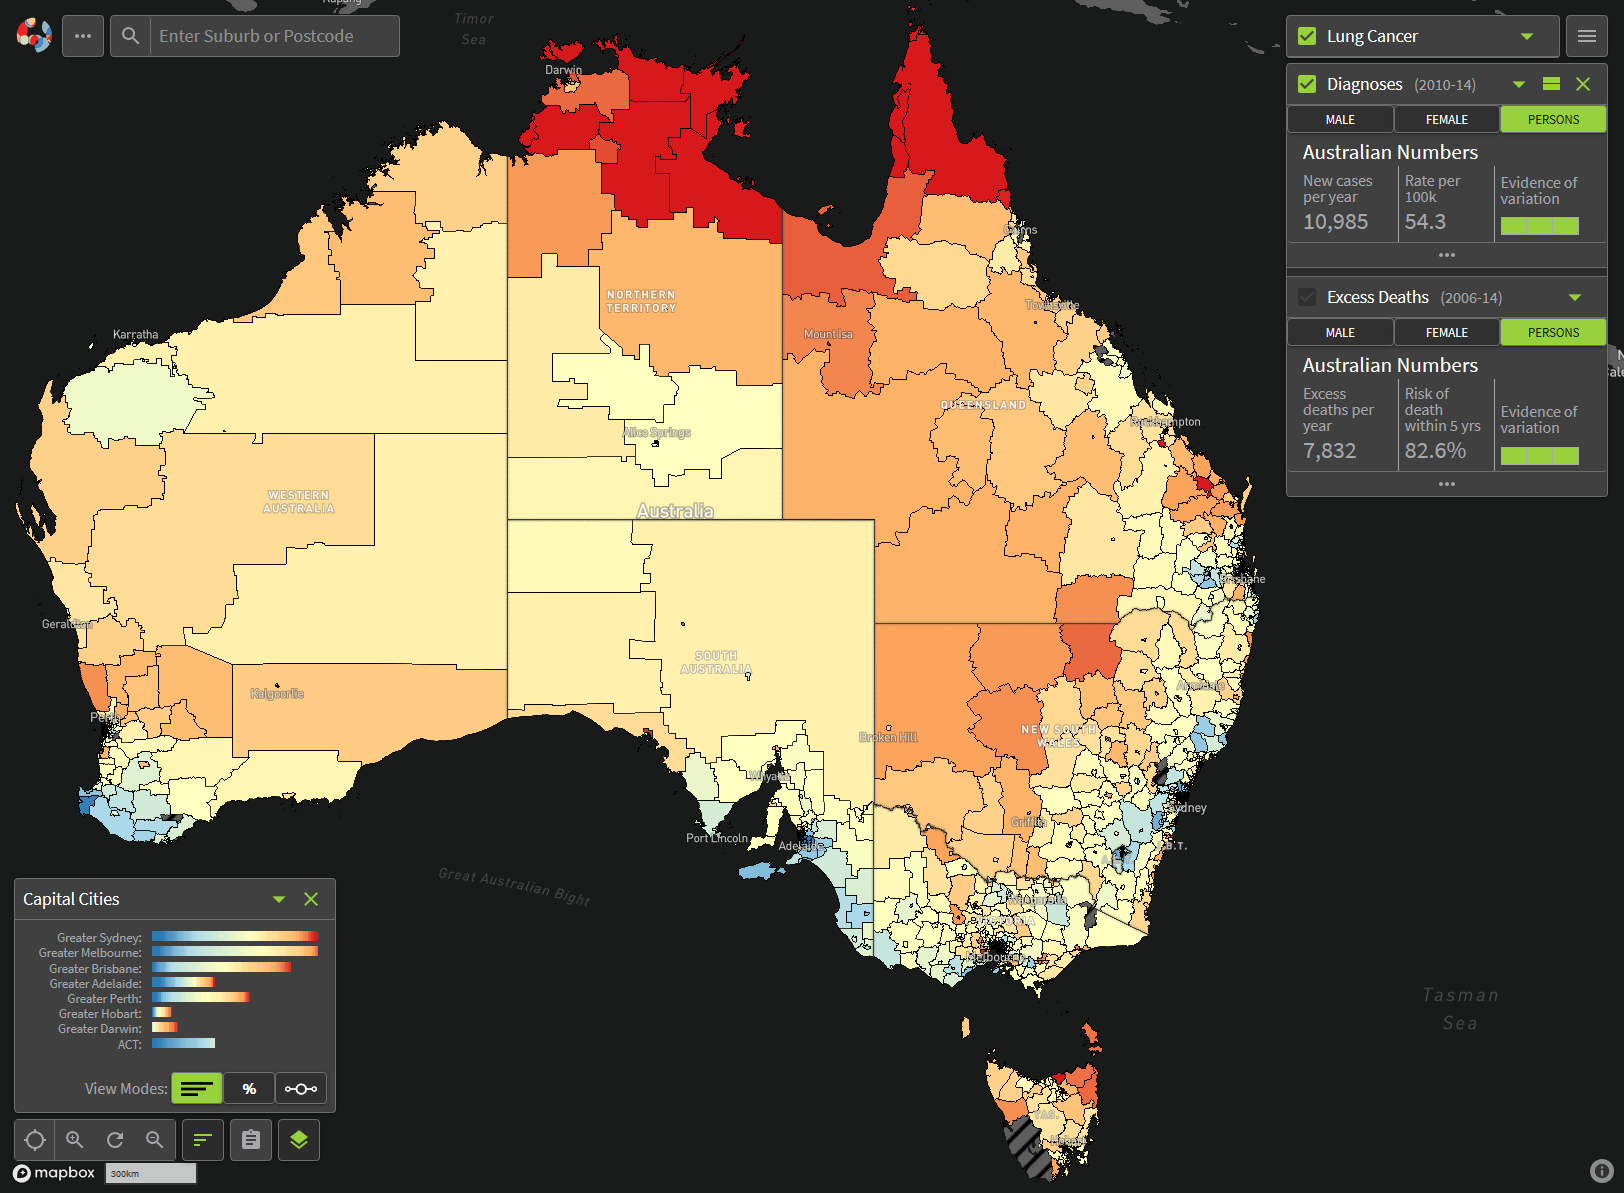 Timor
Sea
Enter Suburb or Postcode
Lung Cancer
Diagnoses (2010-14)
MALE FEMALE PERSONS
Australian Numbers
New cases
per year
10,985
Rate per
100k
54.3
Evidence of
variation
Excess Deaths (2006-14)
MALE FEMALE PERSONS
Australian Numbers
Excess
deaths per
year
7,832
Risk of
death
within 5 yrs
82.6%
Evidence of
variation
Darwin
Cairns
NORTHERN
TERRITORY
Townsville
Karratha
Mount Isa
QUEENSLAND
Rockhampton
Alice Springs
WESTERN
AUSTRALIA
Australia
Brisbane
Geraldton
SOUTH
AUSTRALIA
Armidale
Kalgoorlie
Perth
NEW SOUTH
WALES
Broken Hill
Whyalla
Sydney
Griffith
Port Lincoln
Adelaide
J.B.T.
Great Australian Bight
Wangaratta
VICTORIA
Melbourne
Tasman
Sea
TAS.
Hobart
Capital Cities
Greater Sydney:
Greater Melbourne:
Greater Brisbane:
Greater Adelaide:
Greater Perth:
Greater Hobart:
Greater Darwin:
ACT:
View Modes: %
mapbox
300km